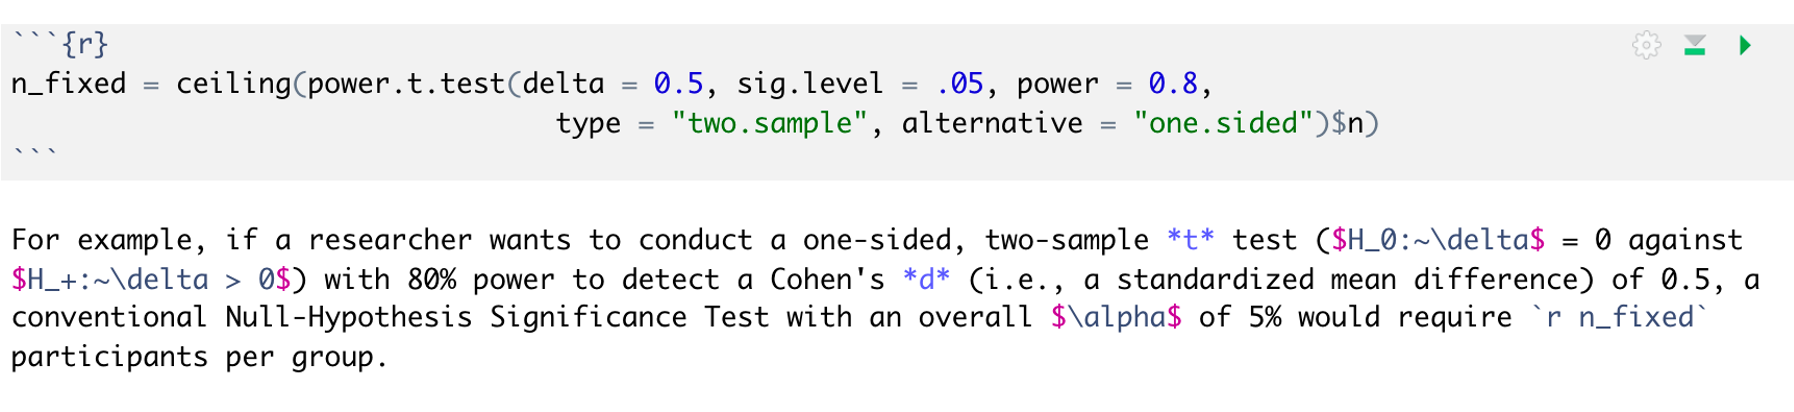 ```{r}
n_fixed = ceiling(power.t.test(delta = 0.5, sig.level = .05, power = 0.8,
type = "two.sample", alternative = "one.sided")$n)
```
For example, if a researcher wants to conduct a one-sided, two-sample *t* test ($H_0:~\delta$ = 0 against
$H_+:~\delta > 0$) with 80% power to detect a Cohen's *d* (i.e., a standardized mean difference) of 0.5, a
conventional Null-Hypothesis Significance Test with an overall $\alpha$ of 5% would require `r n_fixed`
participants per group.